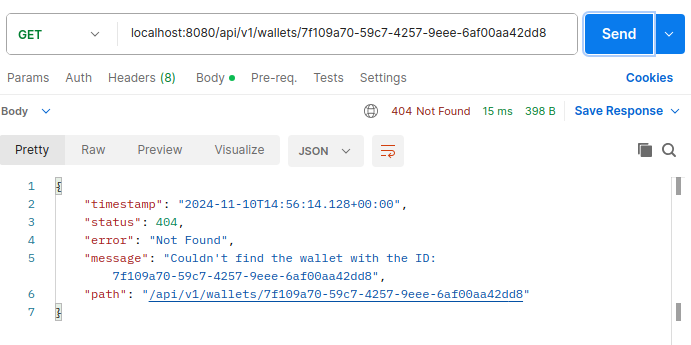 GET localhost:8080/api/v1/wallets/7f109a70-59c7-4257-9eee-6af00aa42dd8 Send
Params Auth Headers (8) Body Pre-req. Tests Settings Cookies
Body 404 Not Found 15 ms 398 B Save Response
Pretty Raw Preview Visualize JSON
1 {
2 "timestamp": "2024-11-10T14:56:14.128+00:00",
3 "status": 404,
4 "error": "Not Found",
5 "message": "Couldn't find the wallet with the ID:
7f109a70-59c7-4257-9eee-6af00aa42dd8",
6 "path": "/api/v1/wallets/7f109a70-59c7-4257-9eee-6af00aa42dd8"
7 }